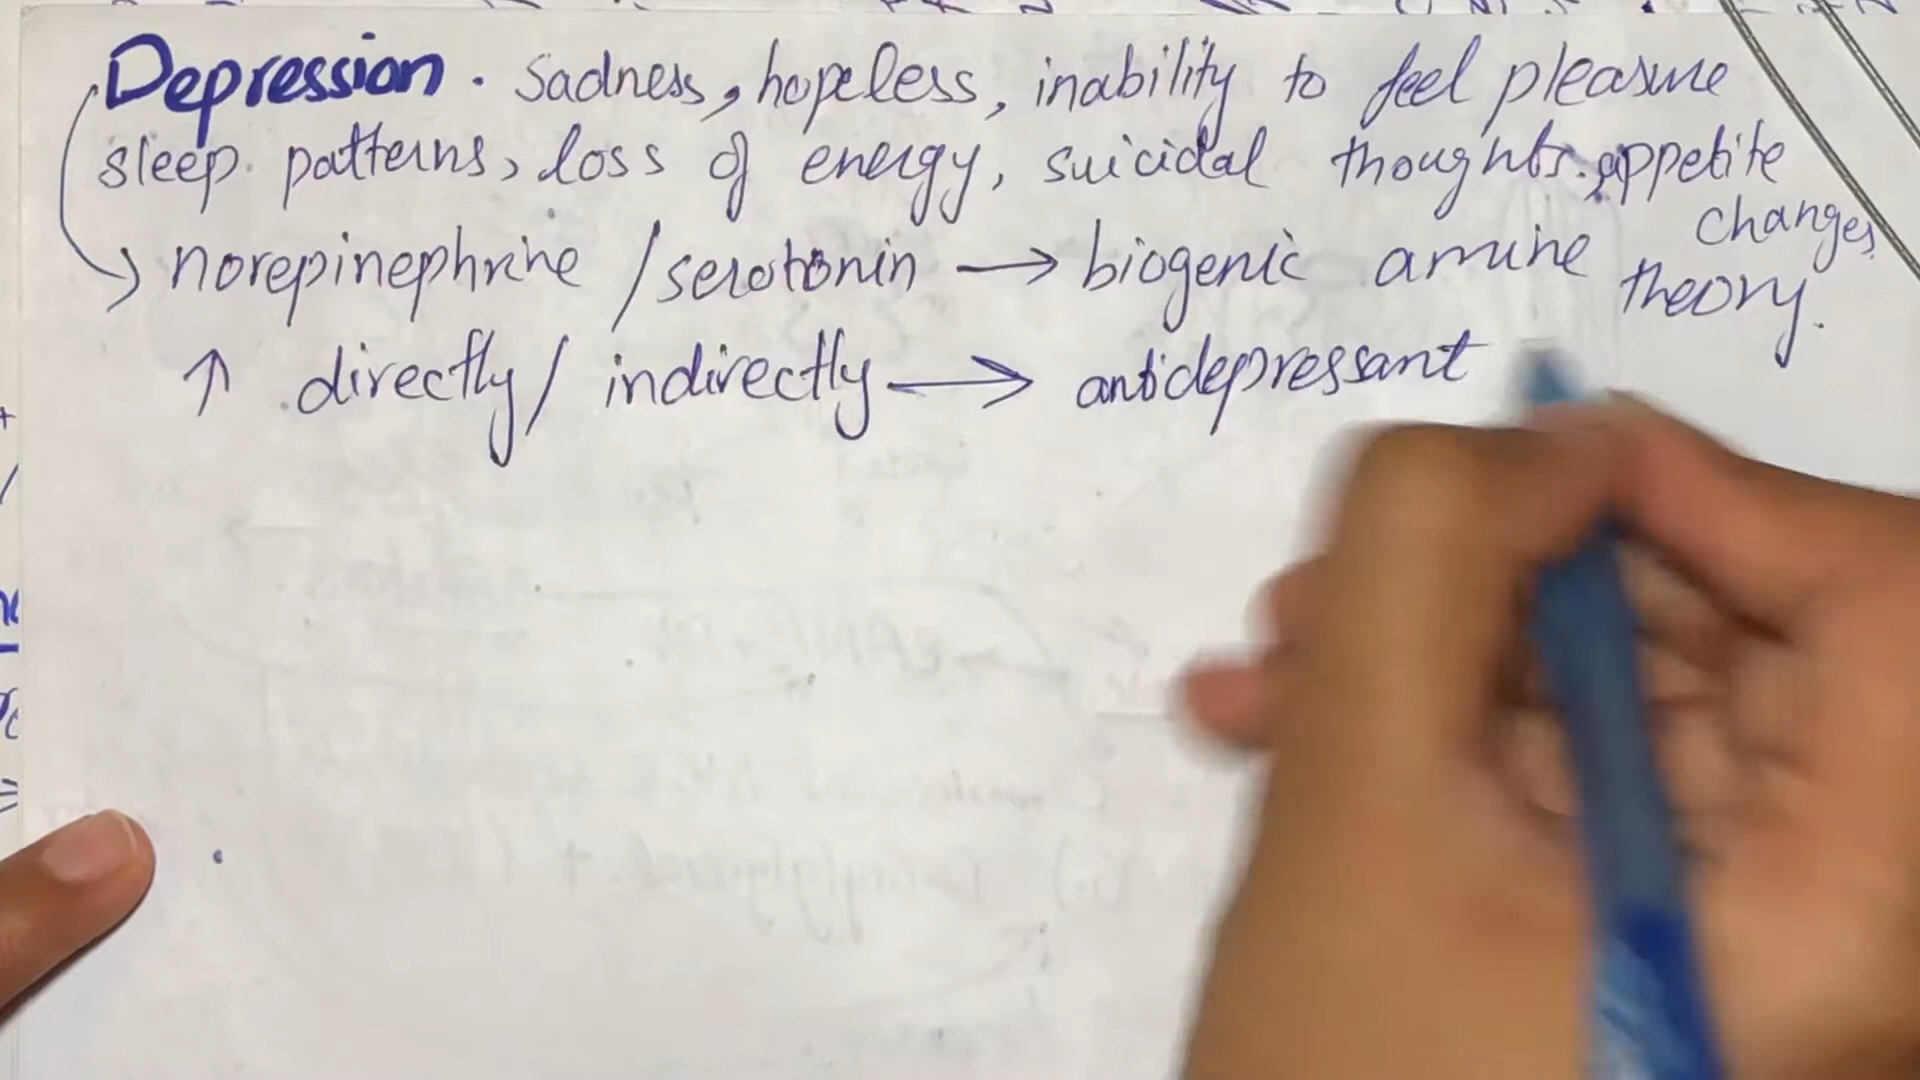 Depression. Sadness, hopeless, inability to feel pleasure
sleep patterns, loss of energy, suicidal thoughts. appetite
changes
→ norepinephrine / serotonin → biogenic amine theory.
↑ directly / indirectly → antidepressant